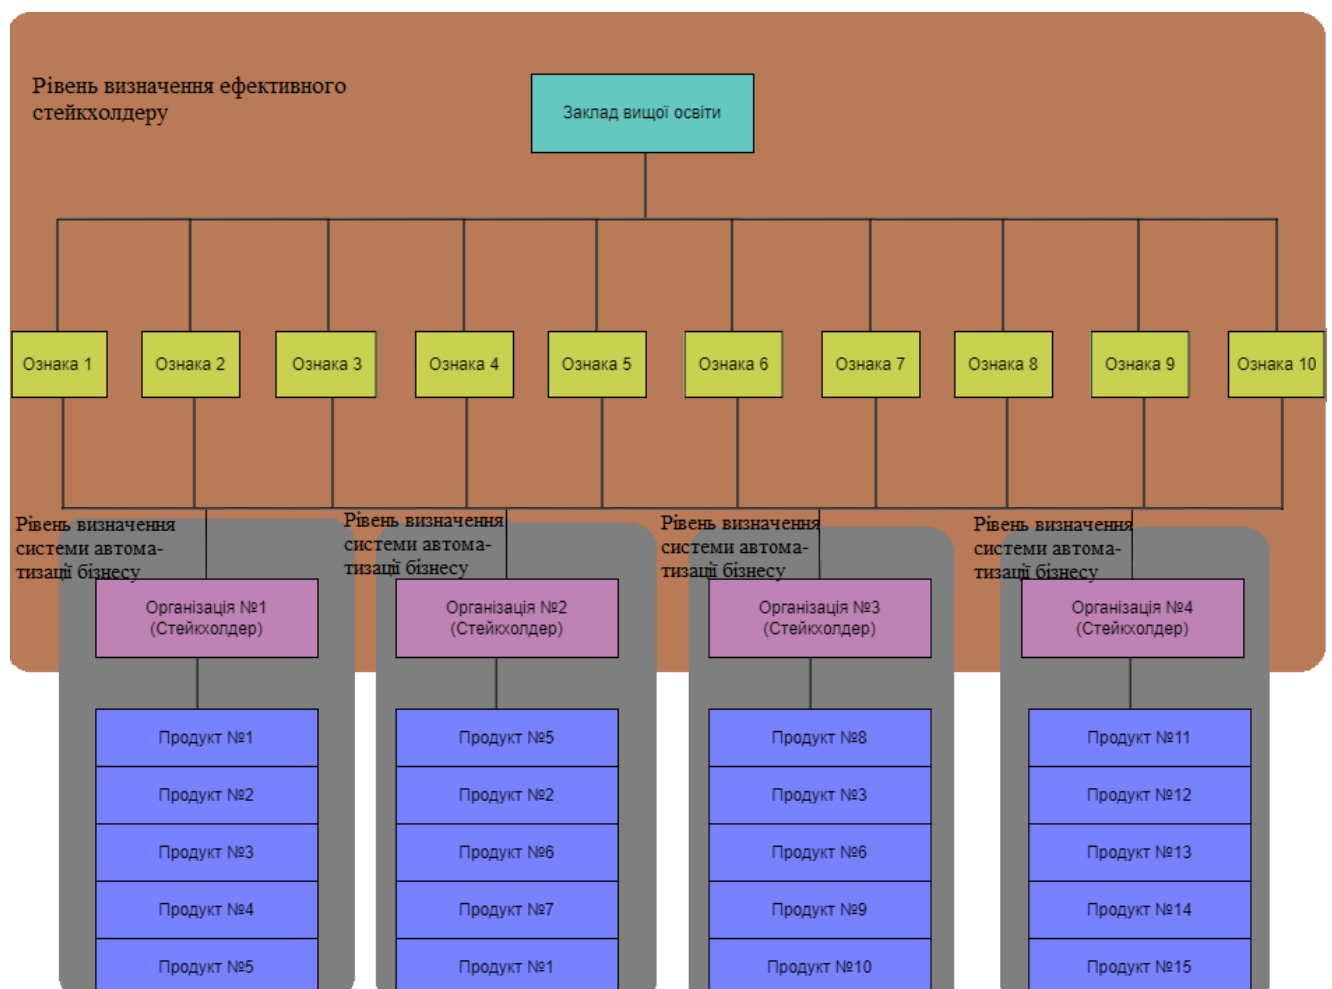 Рівень визначення ефективного
стейкхолдеру
Заклад вищої освіти
Ознака 1
Ознака 2
Ознака 3
Ознака 4
Ознака 5
Ознака 6
Ознака 7
Ознака 8
Ознака 9
Ознака 10
Рівень визначення
системи автома-
тизації бізнесу
Організація №1
(Стейкхолдер)
Продукт №1
Продукт №2
Продукт №3
Продукт №4
Продукт №5
Рівень визначення
системи автома-
тизації бізнесу
Організація №2
(Стейкхолдер)
Продукт №5
Продукт №2
Продукт №6
Продукт №7
Продукт №1
Рівень визначення
системи автома-
тизації бізнесу
Організація №3
(Стейкхолдер)
Продукт №8
Продукт №3
Продукт №6
Продукт №9
Продукт №10
Рівень визначення
системи автома-
тизації бізнесу
Організація №4
(Стейкхолдер)
Продукт №11
Продукт №12
Продукт №13
Продукт №14
Продукт №15